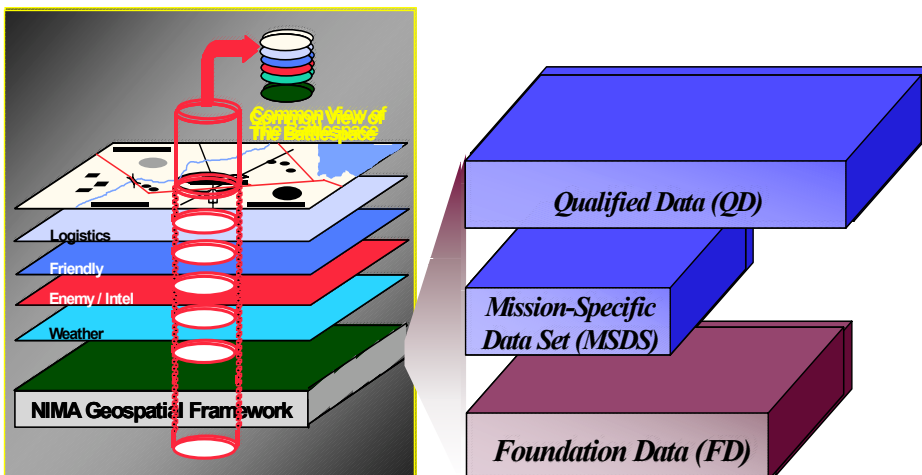 Common View of
The Battlespace
Logistics
Friendly
Enemy / Intel
Weather
NIMA Geospatial Framework
Qualified Data (QD)
Mission-Specific
Data Set (MSDS)
Foundation Data (FD)